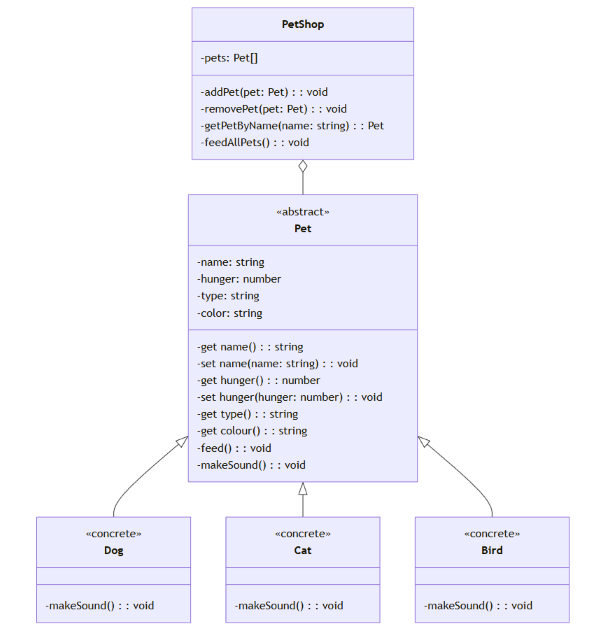 PetShop
-pets: Pet[]
-addPet(pet: Pet) : : void
-removePet(pet: Pet) : : void
-getPetByName(name: string) : : Pet
-feedAllPets() : : void
«abstract»
Pet
-name: string
-hunger: number
-type: string
-color: string
-get name() : : string
-set name(name: string) : : void
-get hunger() : : number
-set hunger(hunger: number) : : void
-get type() : : string
-get colour() : : string
-feed() : : void
-makeSound() : : void
«concrete»
Dog
-makeSound() : : void
«concrete»
Cat
-makeSound() : : void
«concrete»
Bird
-makeSound() : : void